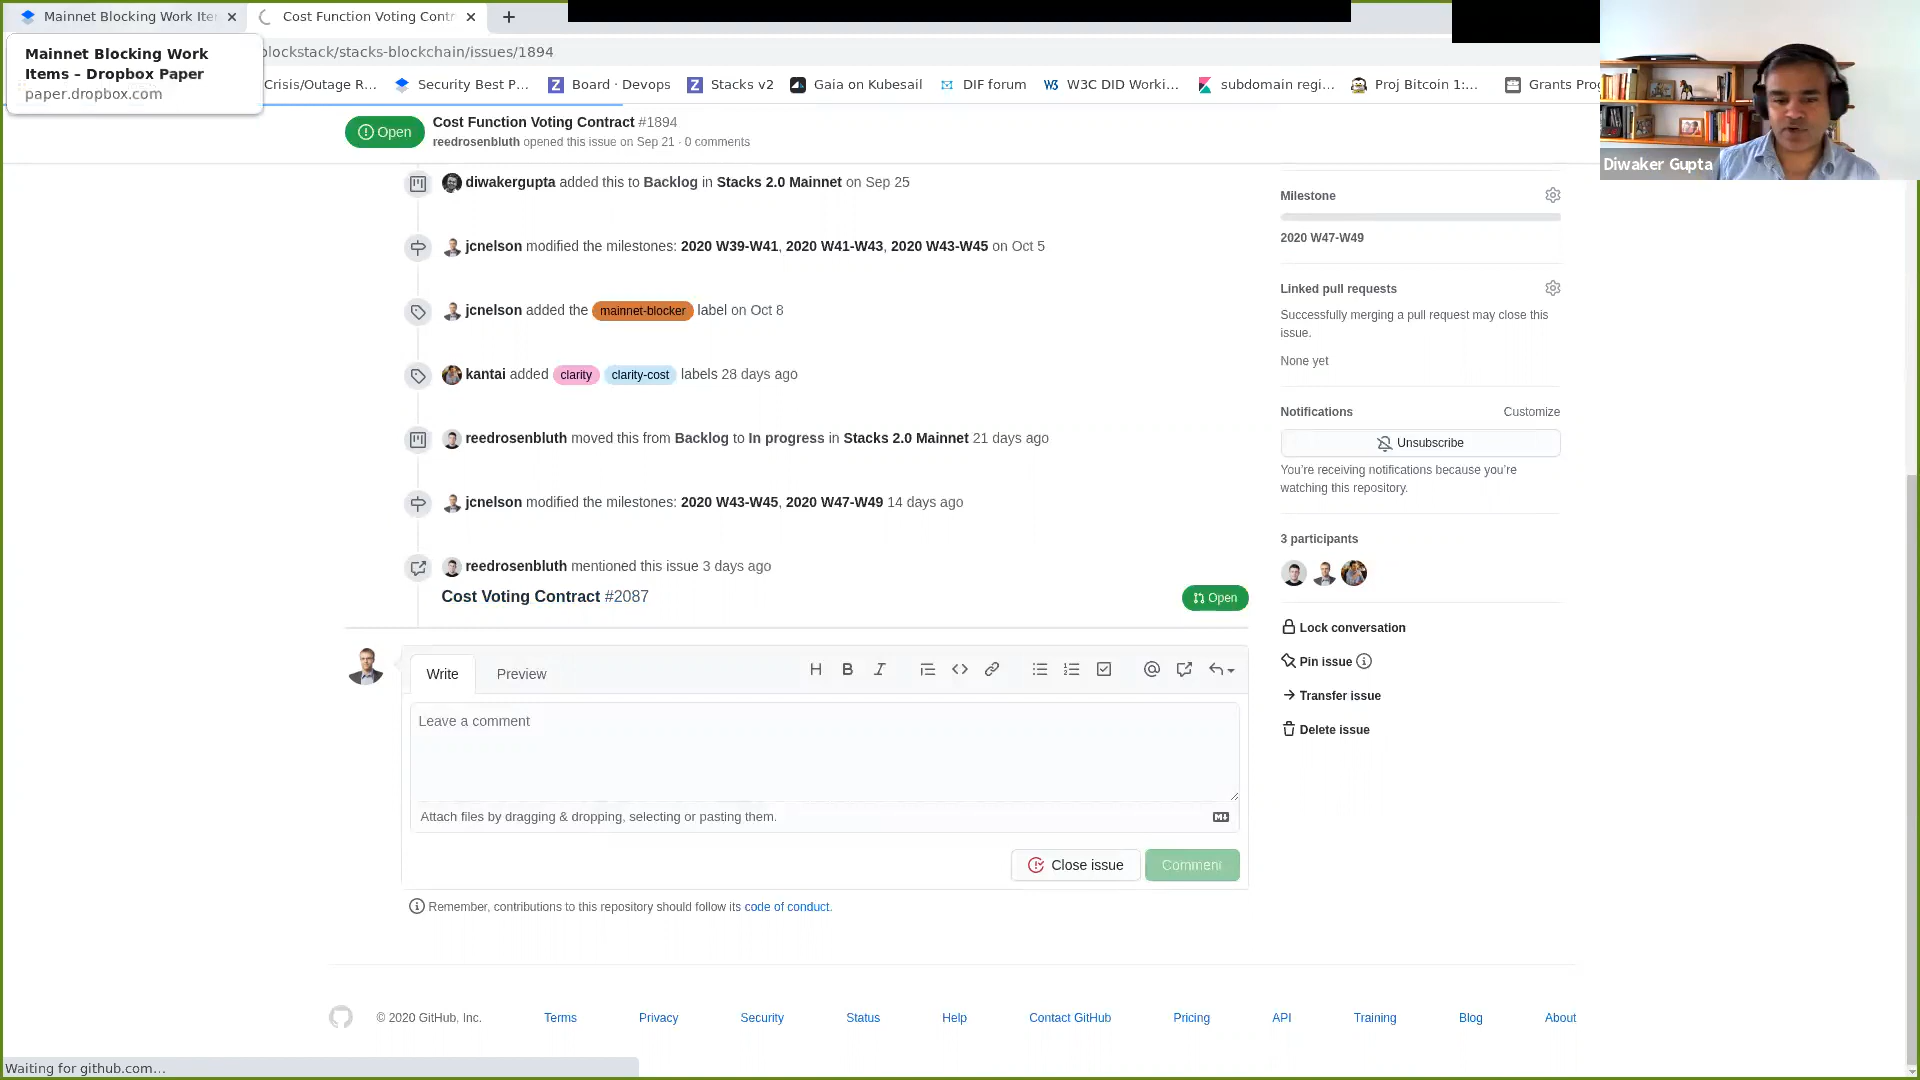 Mainnet Blocking Work Iter
Cost Function Voting Contr
Mainnet Blocking Work
Items – Dropbox Paper
paper.dropbox.com
blockstack/stacks-blockchain/issues/1894
Crisis/Outage R...
Security Best P...
Board · Devops
Stacks v2
Gaia on Kubesail
DIF forum
W3C DID Worki...
subdomain regi...
Proj Bitcoin 1:...
Grants Prog
Diwaker Gupta
Open
Cost Function Voting Contract #1894
reedrosenbluth opened this issue on Sep 21 · 0 comments
diwakergupta added this to Backlog in Stacks 2.0 Mainnet on Sep 25
jcnelson modified the milestones: 2020 W39-W41, 2020 W41-W43, 2020 W43-W45 on Oct 5
jcnelson added the mainnet-blocker label on Oct 8
kantai added clarity clarity-cost labels 28 days ago
reedrosenbluth moved this from Backlog to In progress in Stacks 2.0 Mainnet 21 days ago
jcnelson modified the milestones: 2020 W43-W45, 2020 W47-W49 14 days ago
reedrosenbluth mentioned this issue 3 days ago
Cost Voting Contract #2087
Open
Write
Preview
Leave a comment
Attach files by dragging & dropping, selecting or pasting them.
Close issue
Comment
Remember, contributions to this repository should follow its code of conduct.
Milestone
2020 W47-W49
Linked pull requests
Successfully merging a pull request may close this
issue.
None yet
Notifications
Customize
Unsubscribe
You're receiving notifications because you're
watching this repository.
3 participants
Lock conversation
Pin issue
Transfer issue
Delete issue
© 2020 GitHub, Inc.
Terms
Privacy
Security
Status
Help
Contact GitHub
Pricing
API
Training
Blog
About
Waiting for github.com...